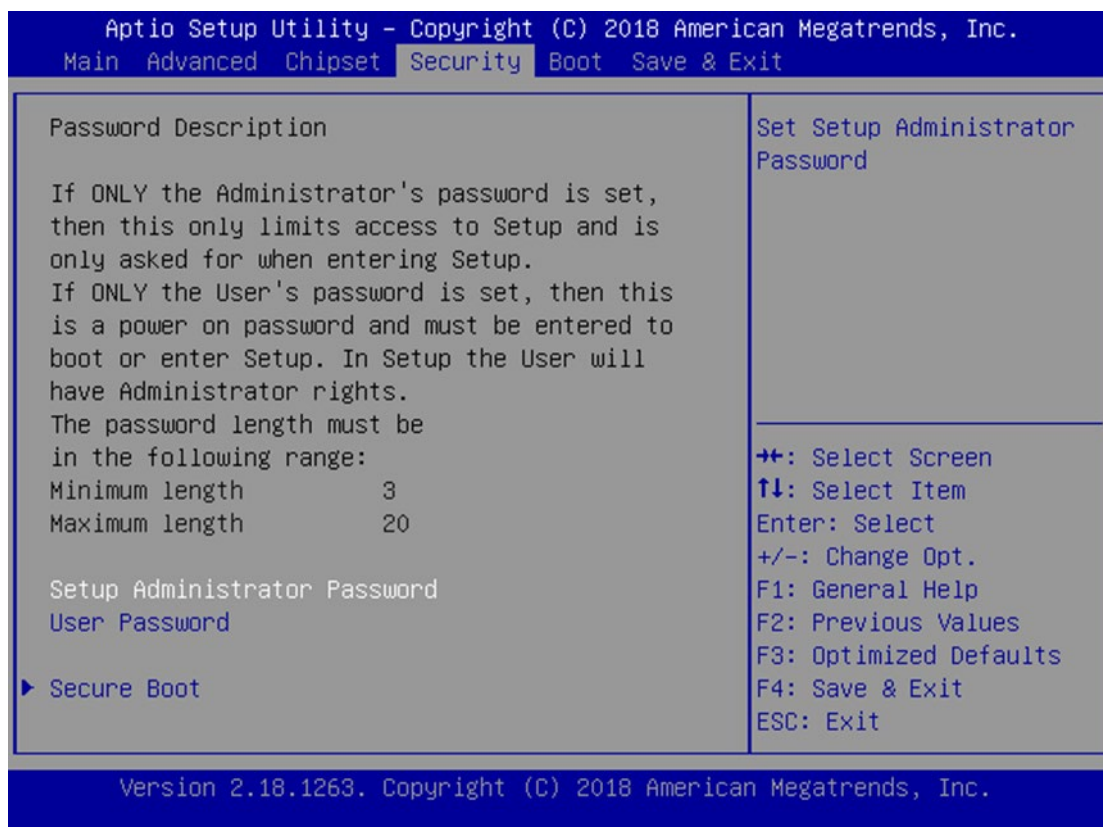 Aptio Setup Utility – Copyright (C) 2018 American Megatrends, Inc.
Main Advanced Chipset Security Boot Save & Exit
Password Description
If ONLY the Administrator's password is set,
then this only limits access to Setup and is
only asked for when entering Setup.
If ONLY the User's password is set, then this
is a power on password and must be entered to
boot or enter Setup. In Setup the User will
have Administrator rights.
The password length must be
in the following range:
Minimum length 3
Maximum length 20
Setup Administrator Password
User Password
► Secure Boot
Set Setup Administrator
Password
→←: Select Screen
↑↓: Select Item
Enter: Select
+/-: Change Opt.
F1: General Help
F2: Previous Values
F3: Optimized Defaults
F4: Save & Exit
ESC: Exit
Version 2.18.1263. Copyright (C) 2018 American Megatrends, Inc.